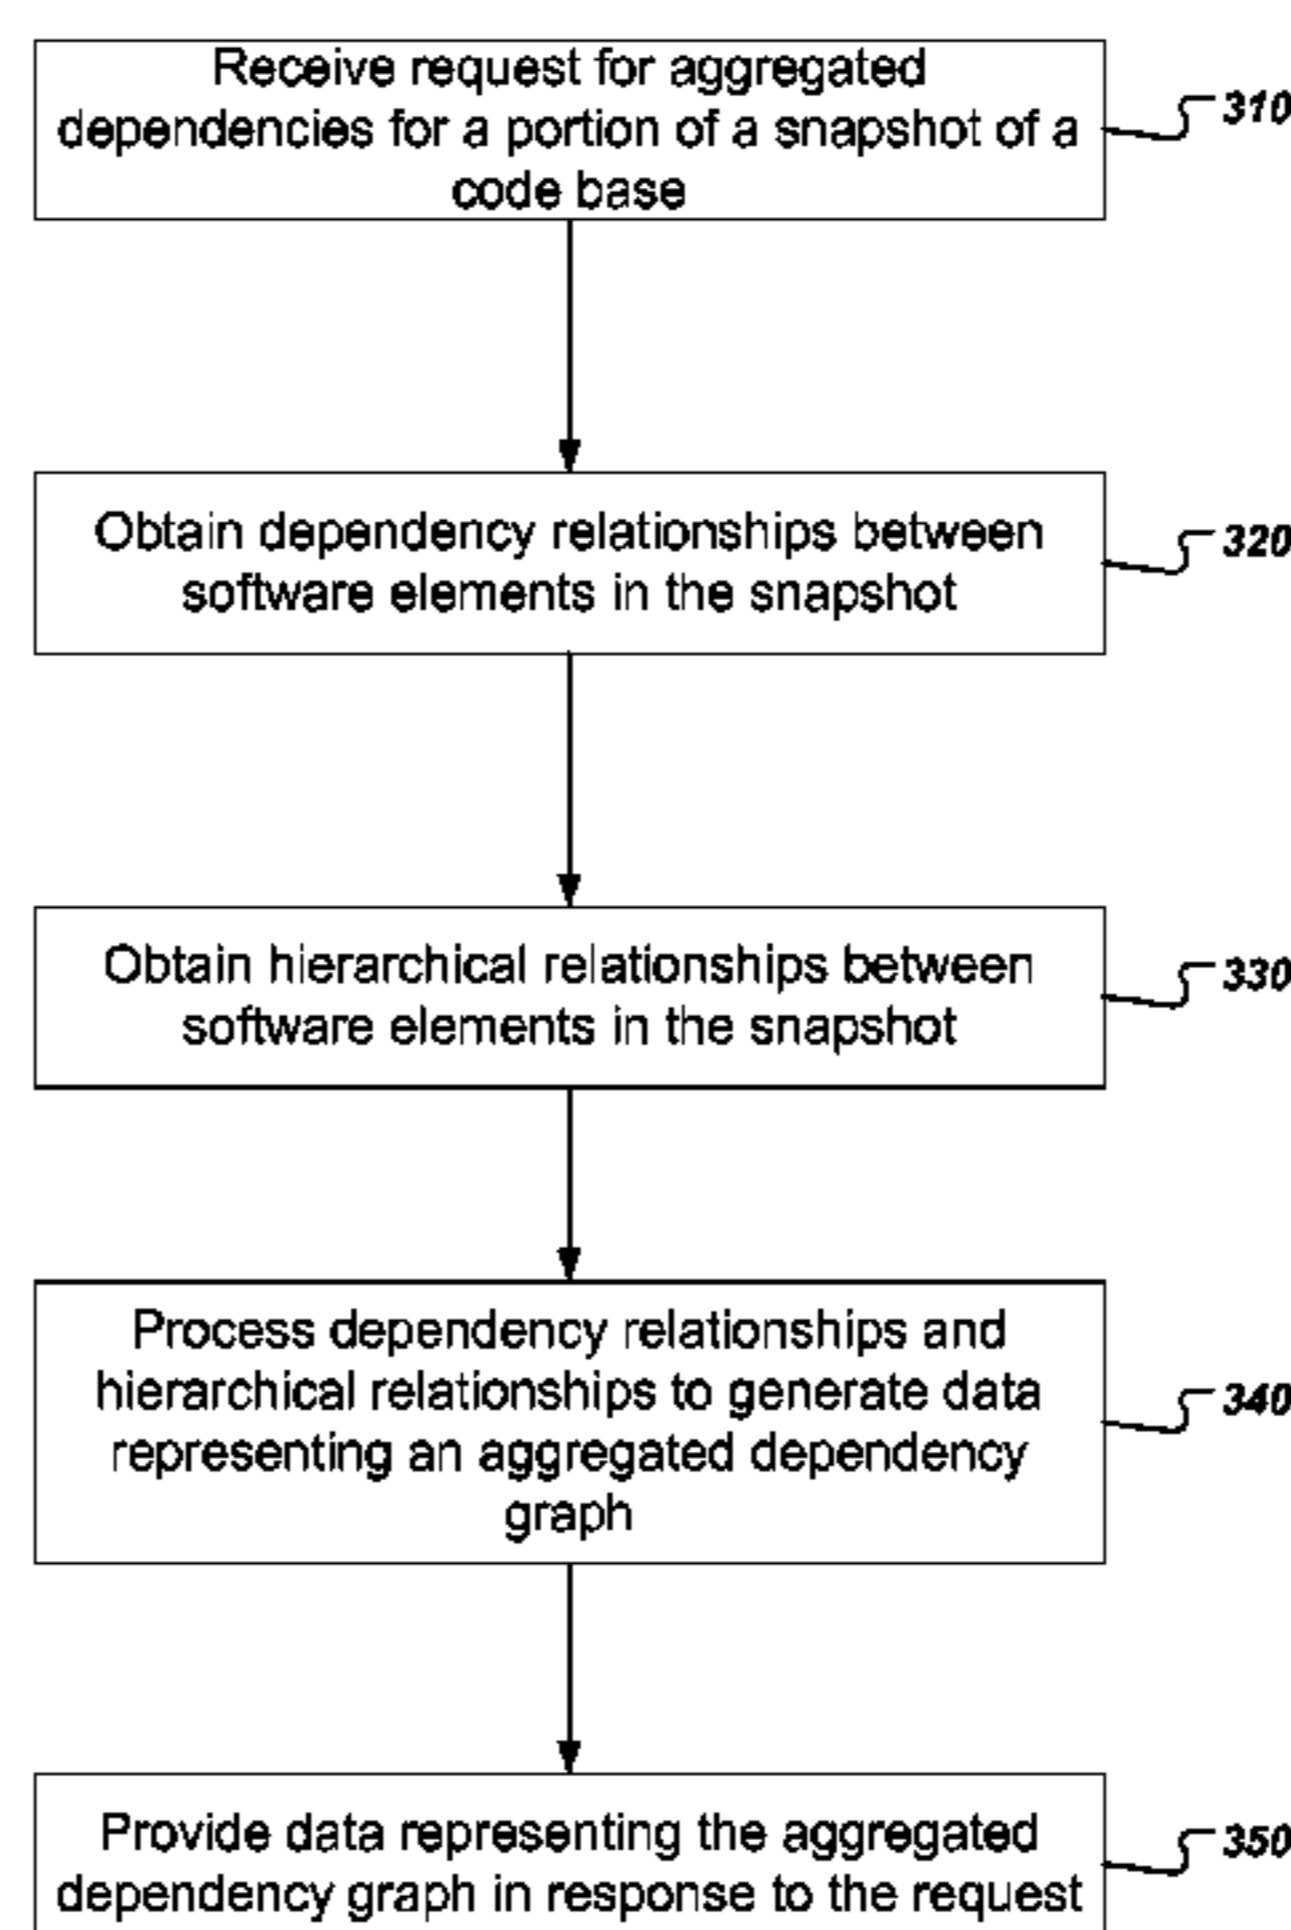 Receive request for aggregated
dependencies for a portion of a snapshot of a
code base
310
Obtain dependency relationships between
software elements in the snapshot
320
Obtain hierarchical relationships between
software elements in the snapshot
330
Process dependency relationships and
hierarchical relationships to generate data
representing an aggregated dependency
graph
340
Provide data representing the aggregated
dependency graph in response to the request
350